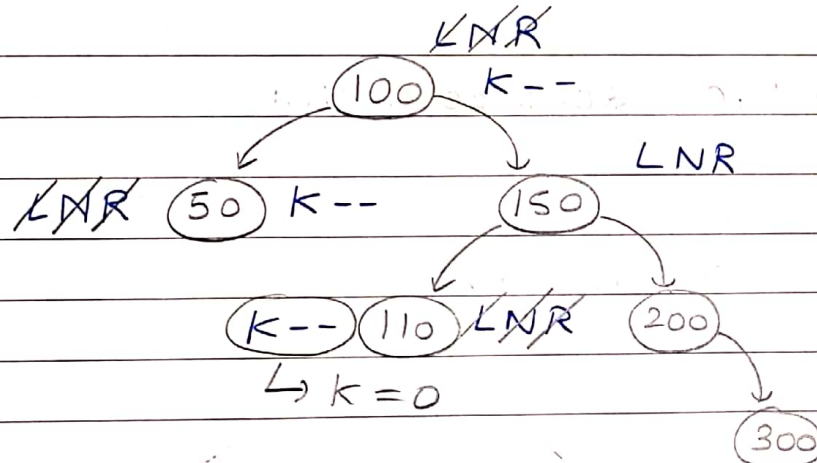 LNR
100 K--
LNR
LNR 50 K-- 150
K-- 110 LNR 200
↳ K = 0
300